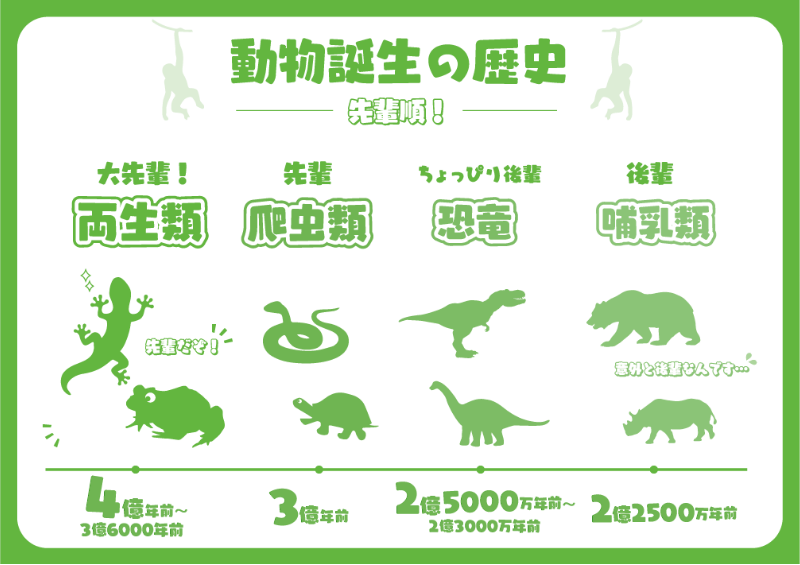 動物誕生の歴史
先輩順！
大先輩！
両生類
先輩
爬虫類
ちょっぴり後輩
恐竜
後輩
哺乳類
先輩だぞ！
意外と後輩なんです…
4億年前～
3億6000年前
3億年前
2億5000万年前～
2億3000万年前
2億2500万年前